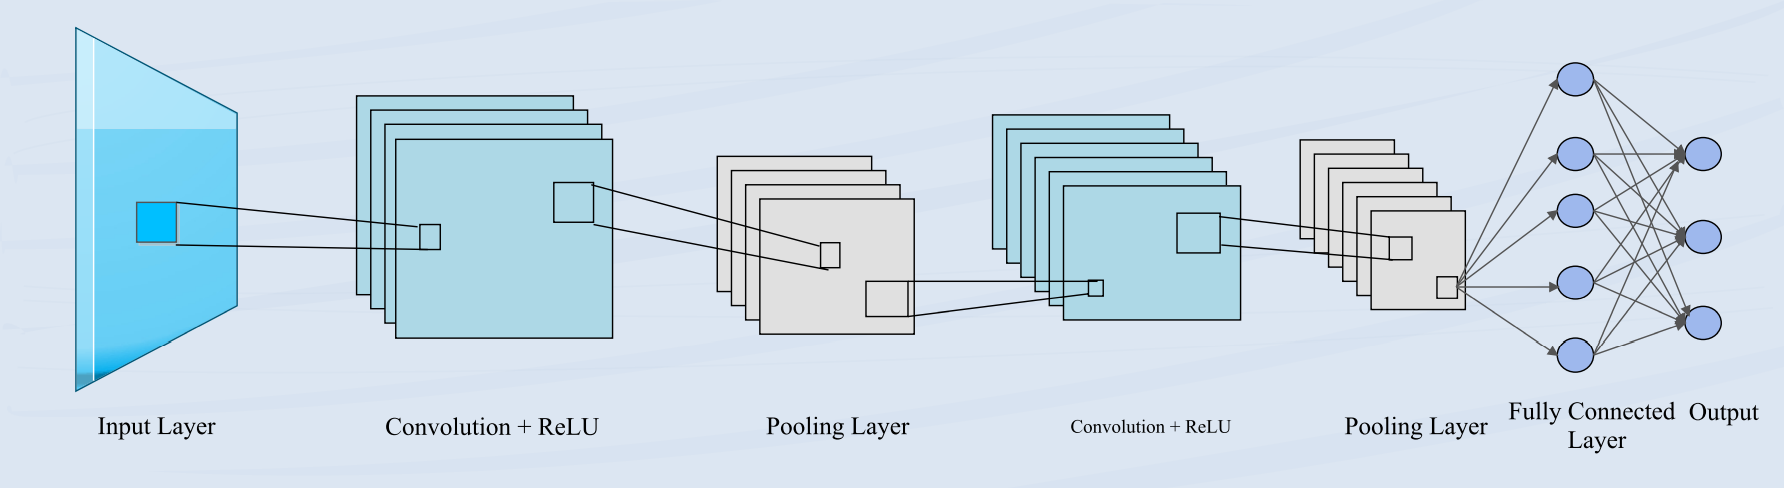 Input Layer
Convolution + ReLU
Pooling Layer
Convolution + ReLU
Pooling Layer
Fully Connected
Layer
Output